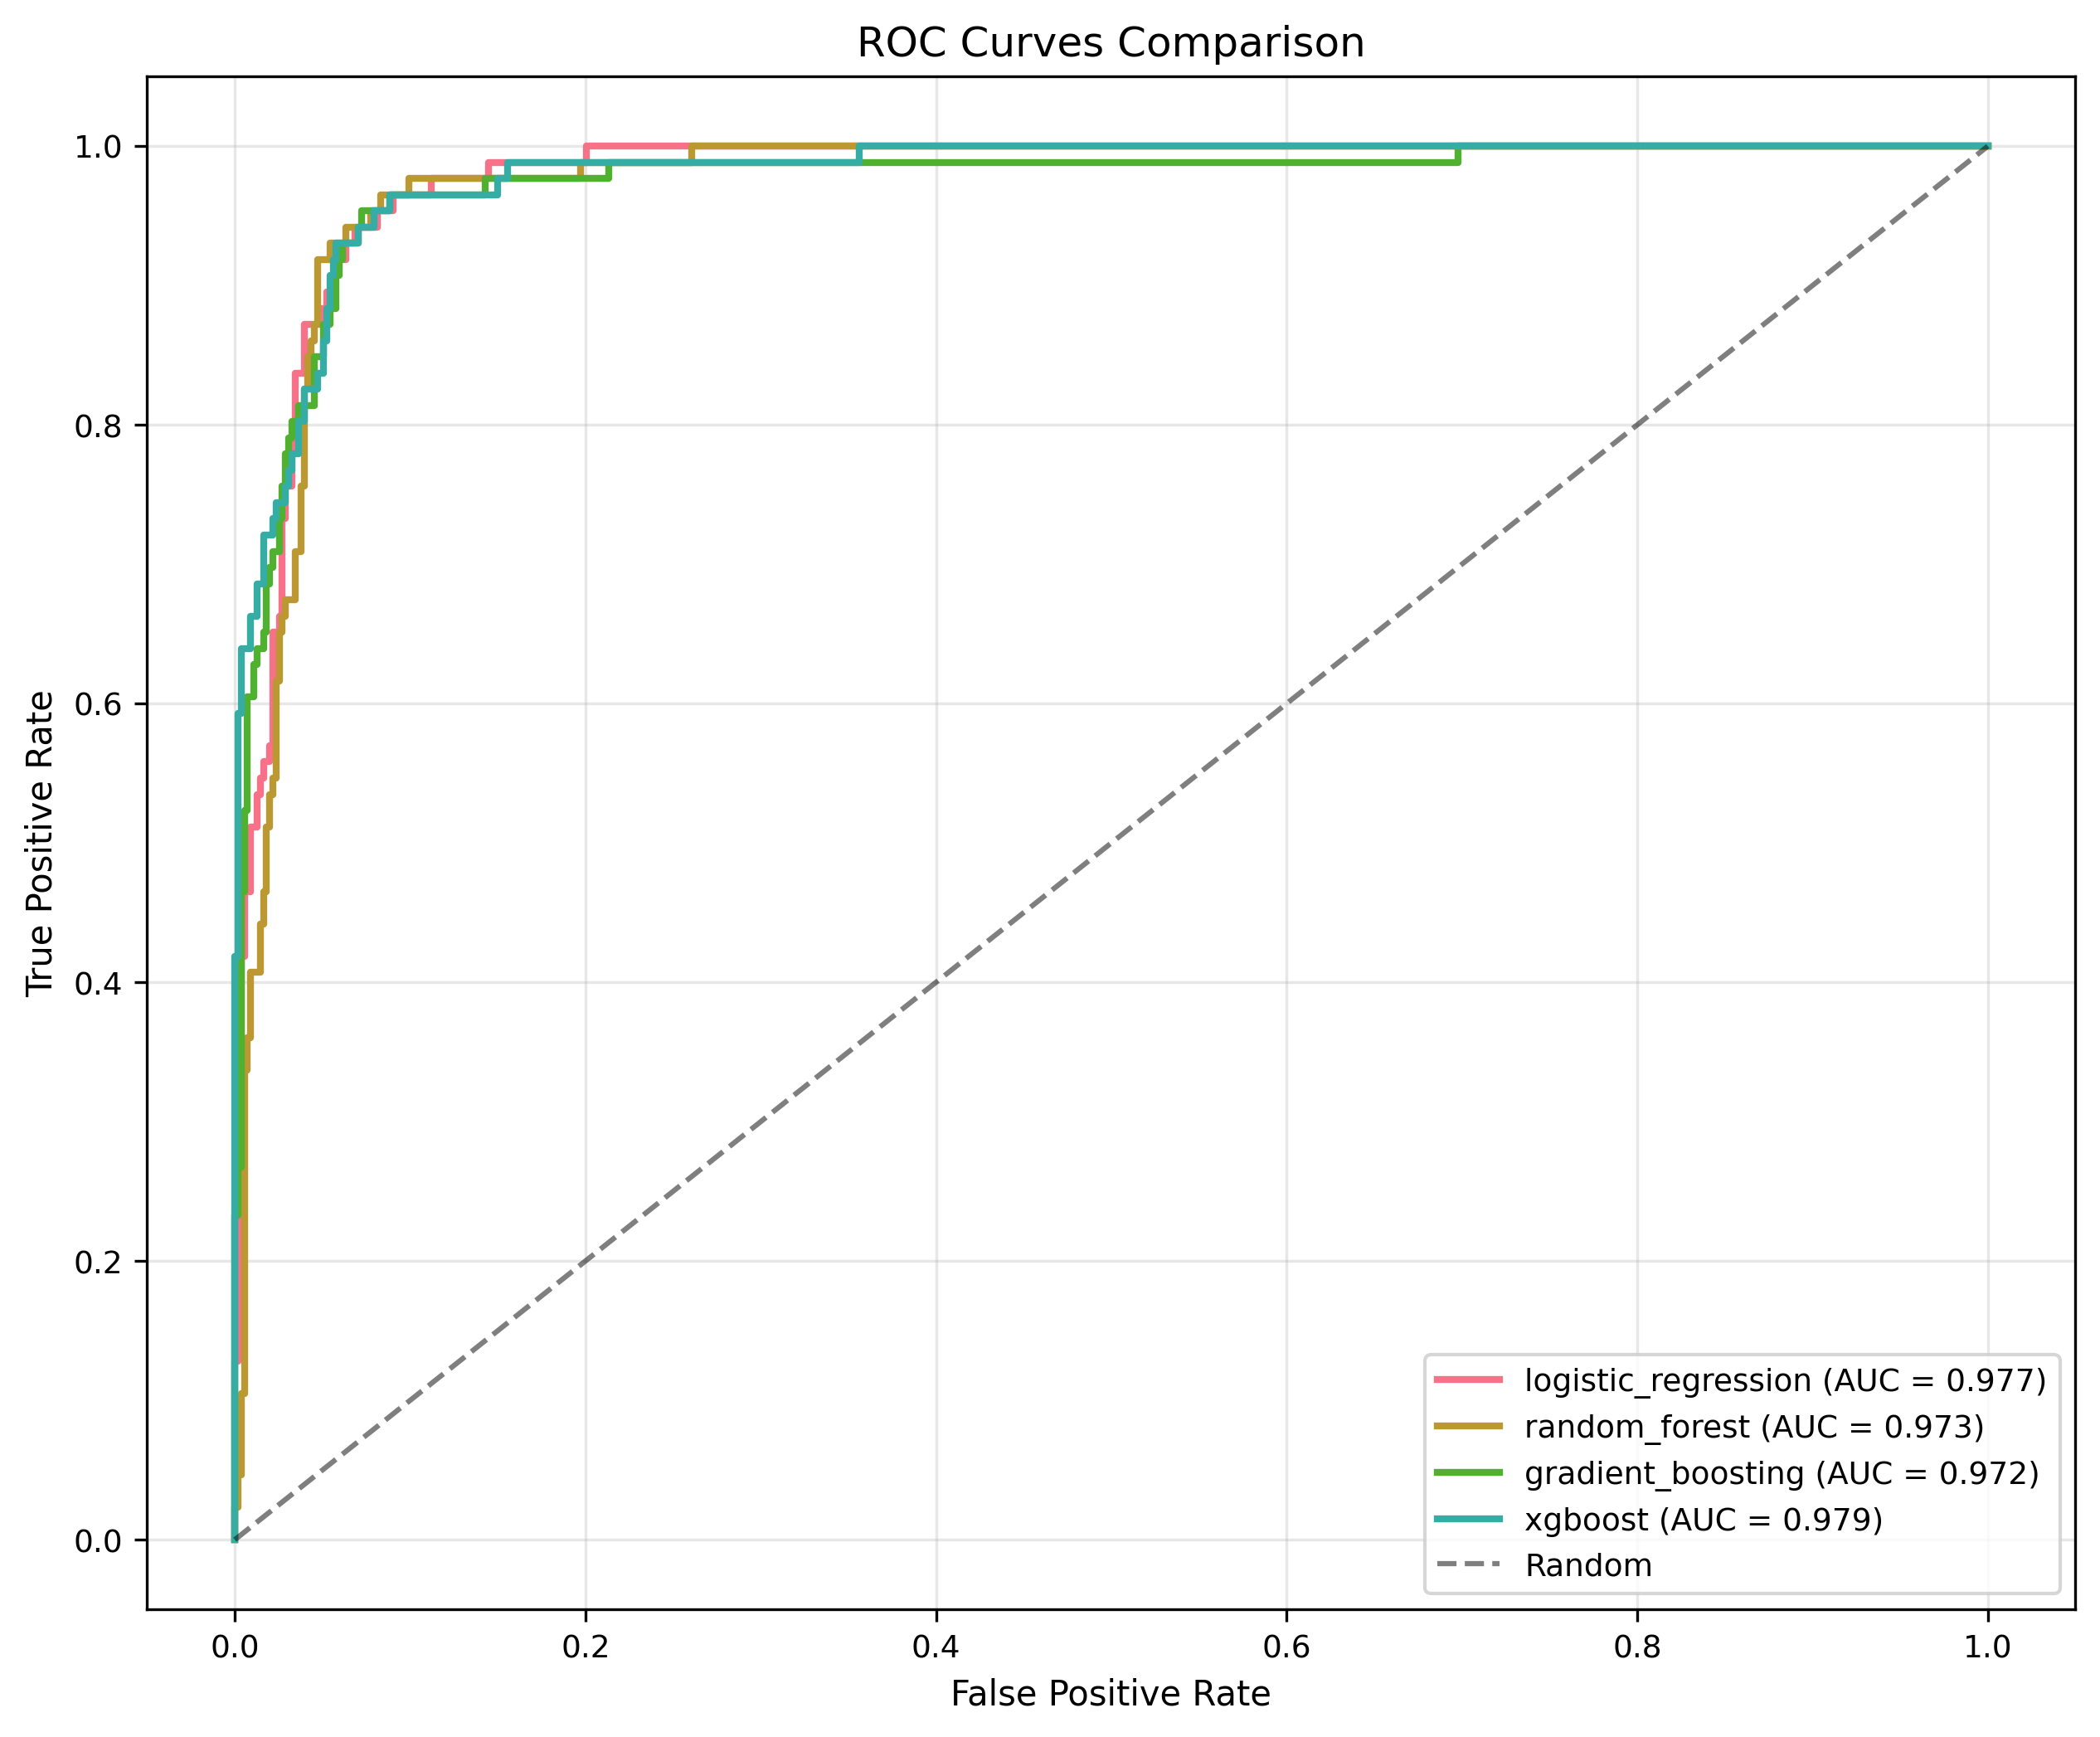 ROC Curves Comparison
True Positive Rate
1.0
0.8
0.6
0.4
0.2
0.0
0.0 0.2 0.4 0.6 0.8 1.0
False Positive Rate
logistic_regression (AUC = 0.977)
random_forest (AUC = 0.973)
gradient_boosting (AUC = 0.972)
xgboost (AUC = 0.979)
Random